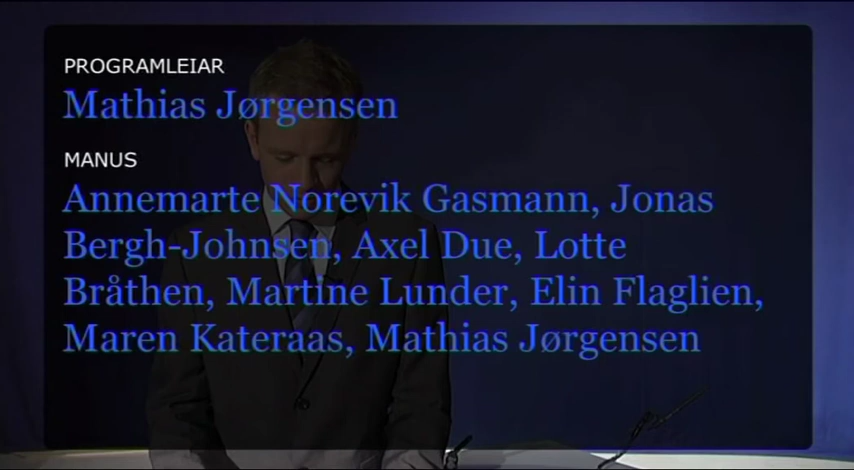 PROGRAMLEIAR
Mathias Jørgensen
MANUS
Annemarte Norevik Gasmann, Jonas
Bergh-Johnsen, Axel Due, Lotte
Bråthen, Martine Lunder, Elin Flaglien,
Maren Kateraas, Mathias Jørgensen